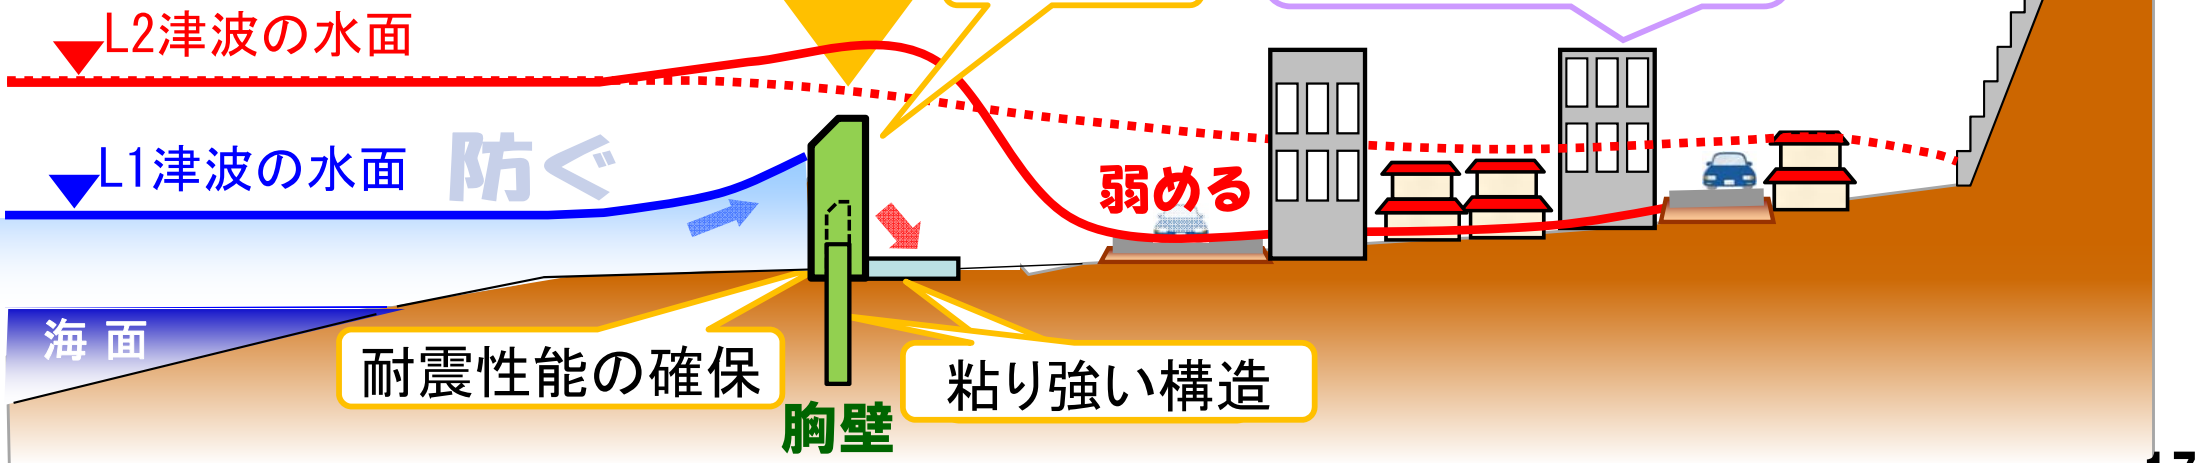 L2津波の水面
L1津波の水面
防ぐ
弱める
海面
耐震性能の確保
粘り強い構造
胸壁